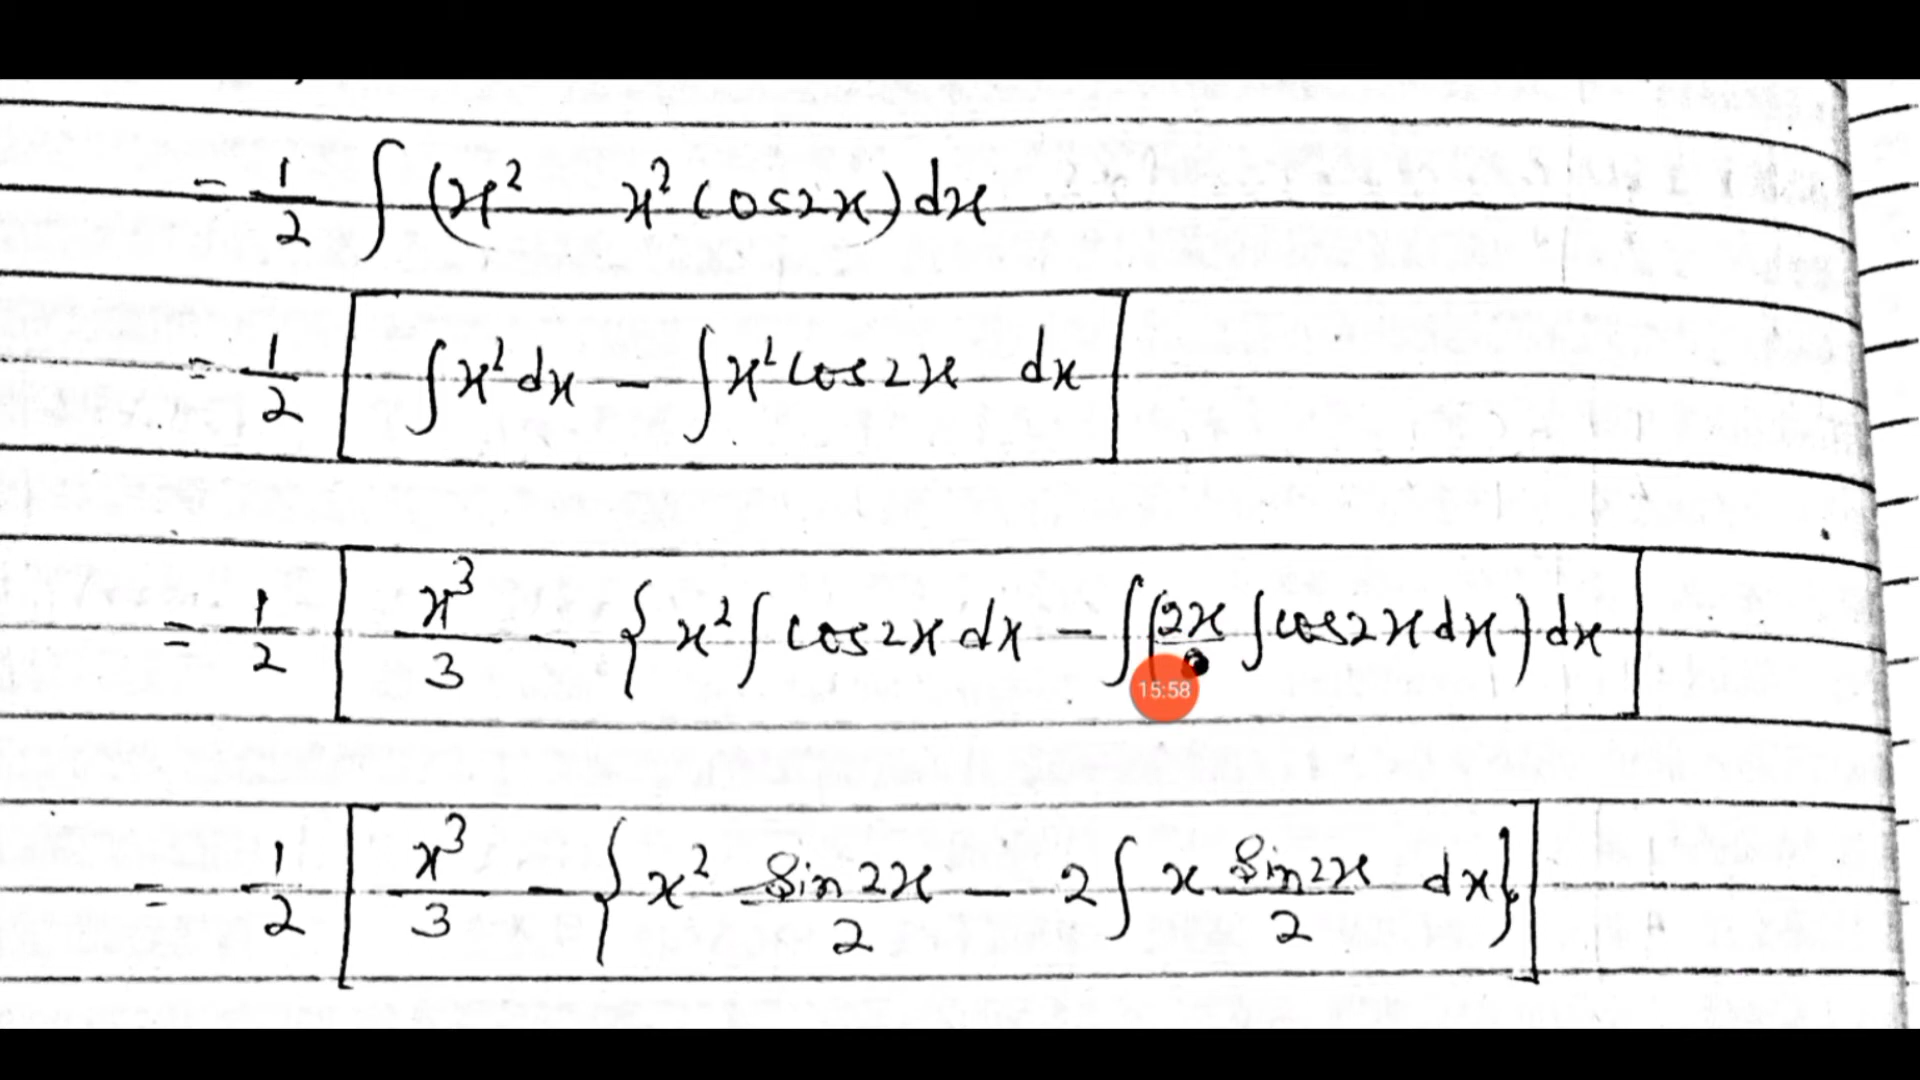 = 1/2 ∫ (x² x² cos2x) dx
= 1/2 [ ∫x² dx − ∫x² cos2x dx ]
= 1/2 [ x³/3 − { x² ∫cos2x dx − ∫(2x ∫cos2x dx) dx ]
15:58
= 1/2 [ x³/3 − { x² sin2x/2 − 2∫ x sin2x/2 dx} ]